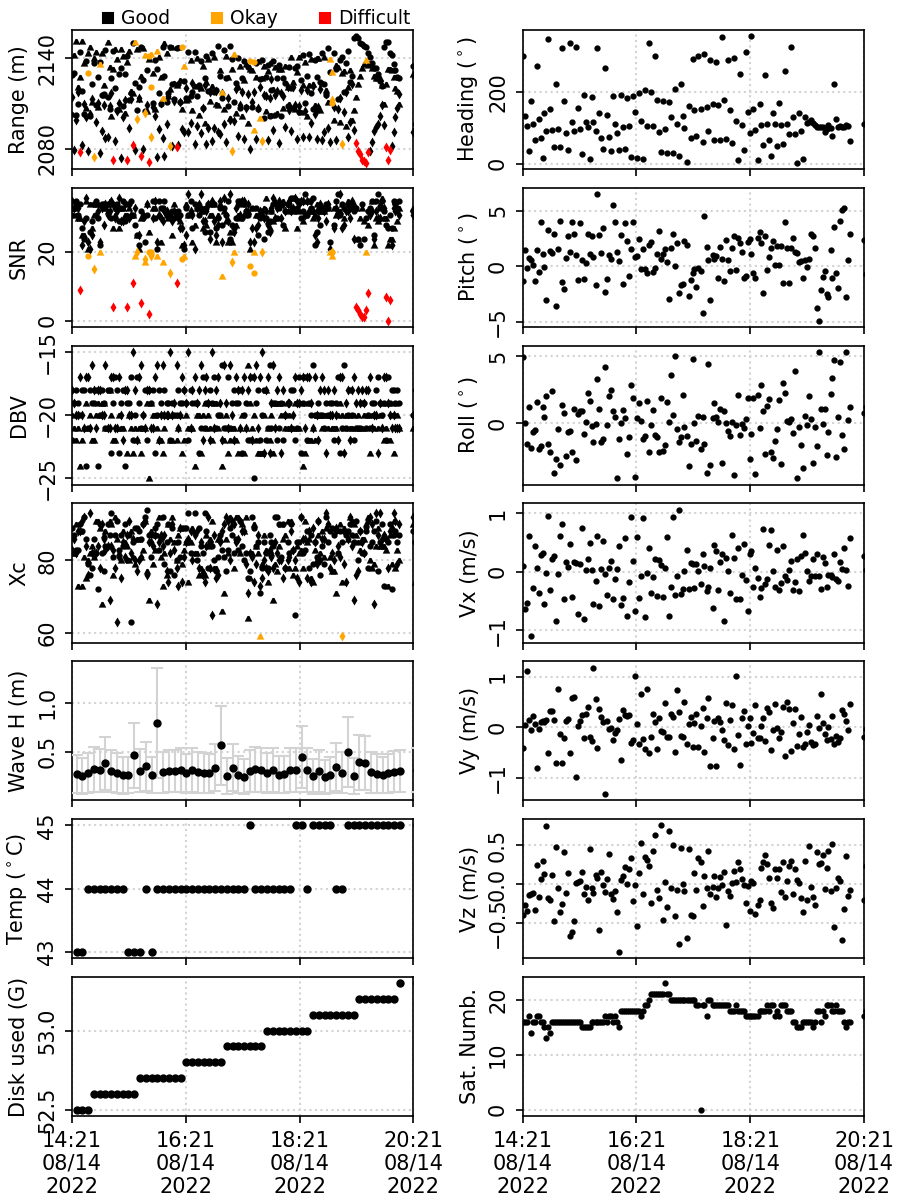 Good Okay Difficult
Range (m)
2140
2080
Heading (°)
200
0
SNR
20
0
Pitch (°)
5
0
−5
DBV
−15
−20
−25
Roll (°)
5
0
Xc
80
60
Vx (m/s)
1
0
−1
Wave H (m)
1.0
0.5
Vy (m/s)
1
0
−1
Temp (°C)
45
44
43
Vz (m/s)
0.5
0.0
−0.5
Disk used (G)
53.0
52.5
Sat. Numb.
20
10
0
14:21 16:21 18:21 20:21
08/14 08/14 08/14 08/14
2022 2022 2022 2022
14:21 16:21 18:21 20:21
08/14 08/14 08/14 08/14
2022 2022 2022 2022